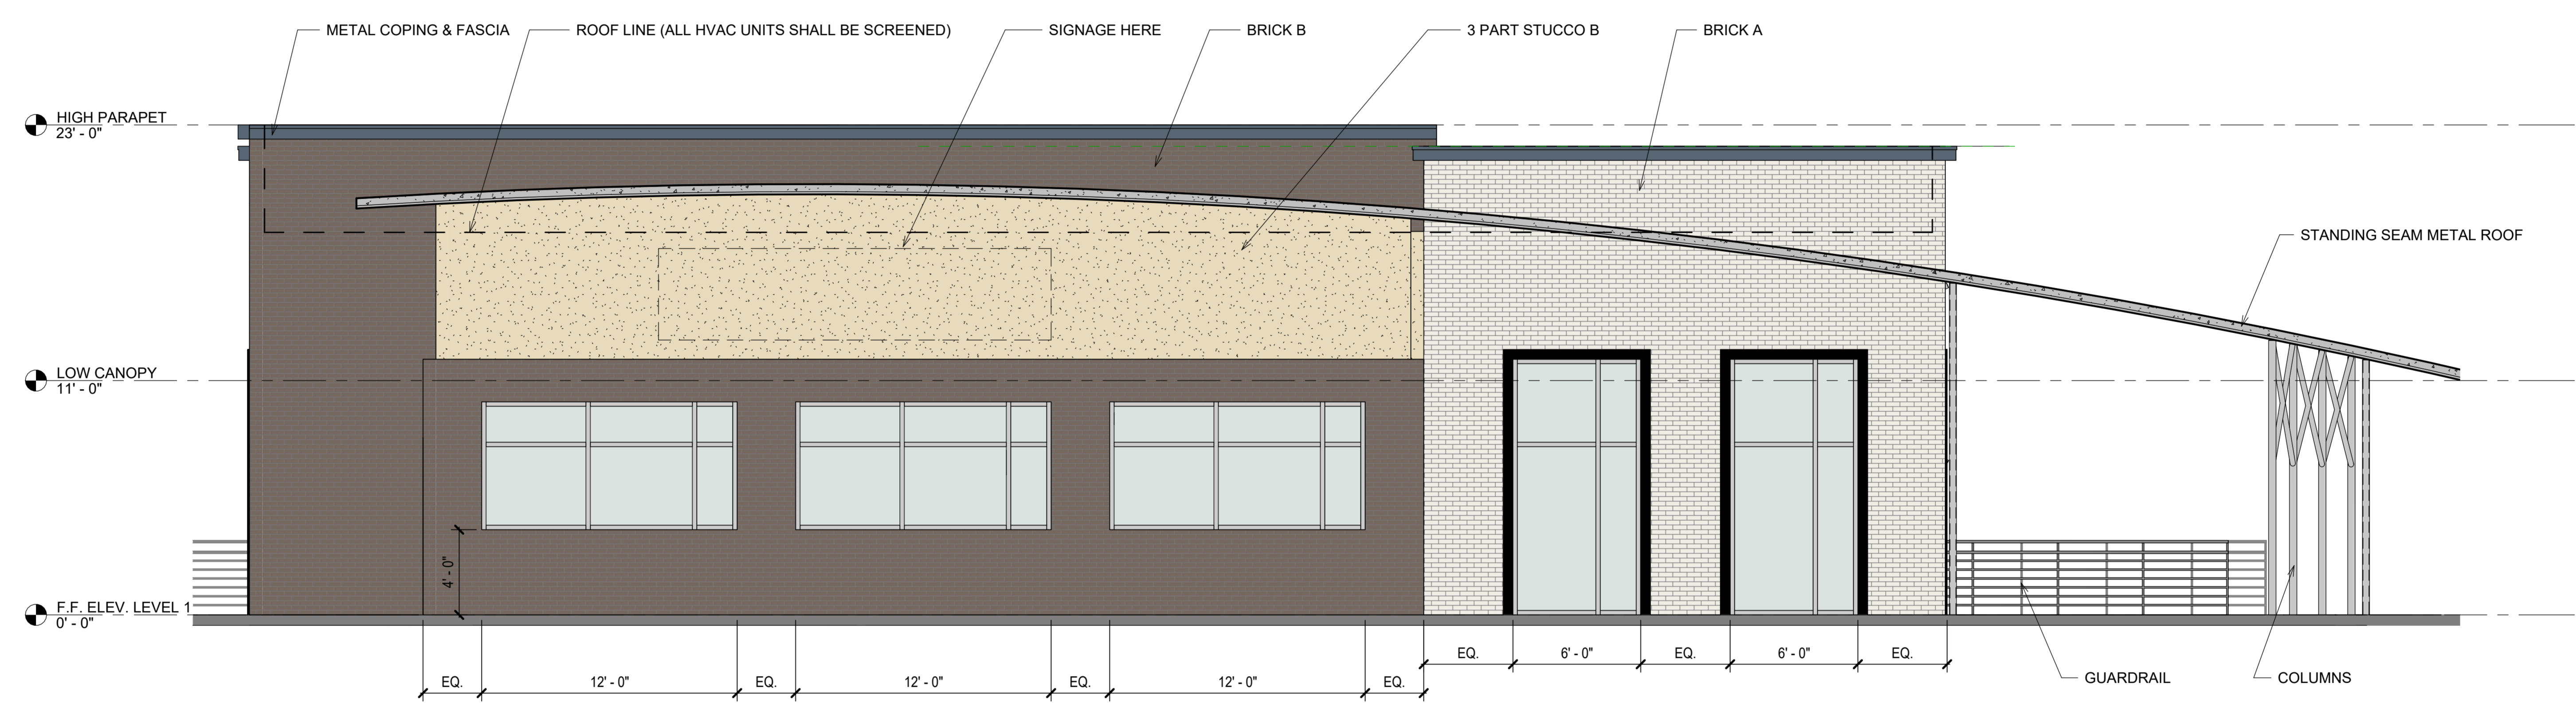 METAL COPING & FASCIA
ROOF LINE (ALL HVAC UNITS SHALL BE SCREENED)
SIGNAGE HERE
BRICK B
3 PART STUCCO B
BRICK A
HIGH PARAPET
23' - 0"
STANDING SEAM METAL ROOF
LOW CANOPY
11' - 0"
4' - 0"
F.F. ELEV. LEVEL 1
0' - 0"
EQ.
6' - 0"
EQ.
6' - 0"
EQ.
EQ.
12' - 0"
EQ.
12' - 0"
EQ.
12' - 0"
EQ.
GUARDRAIL
COLUMNS